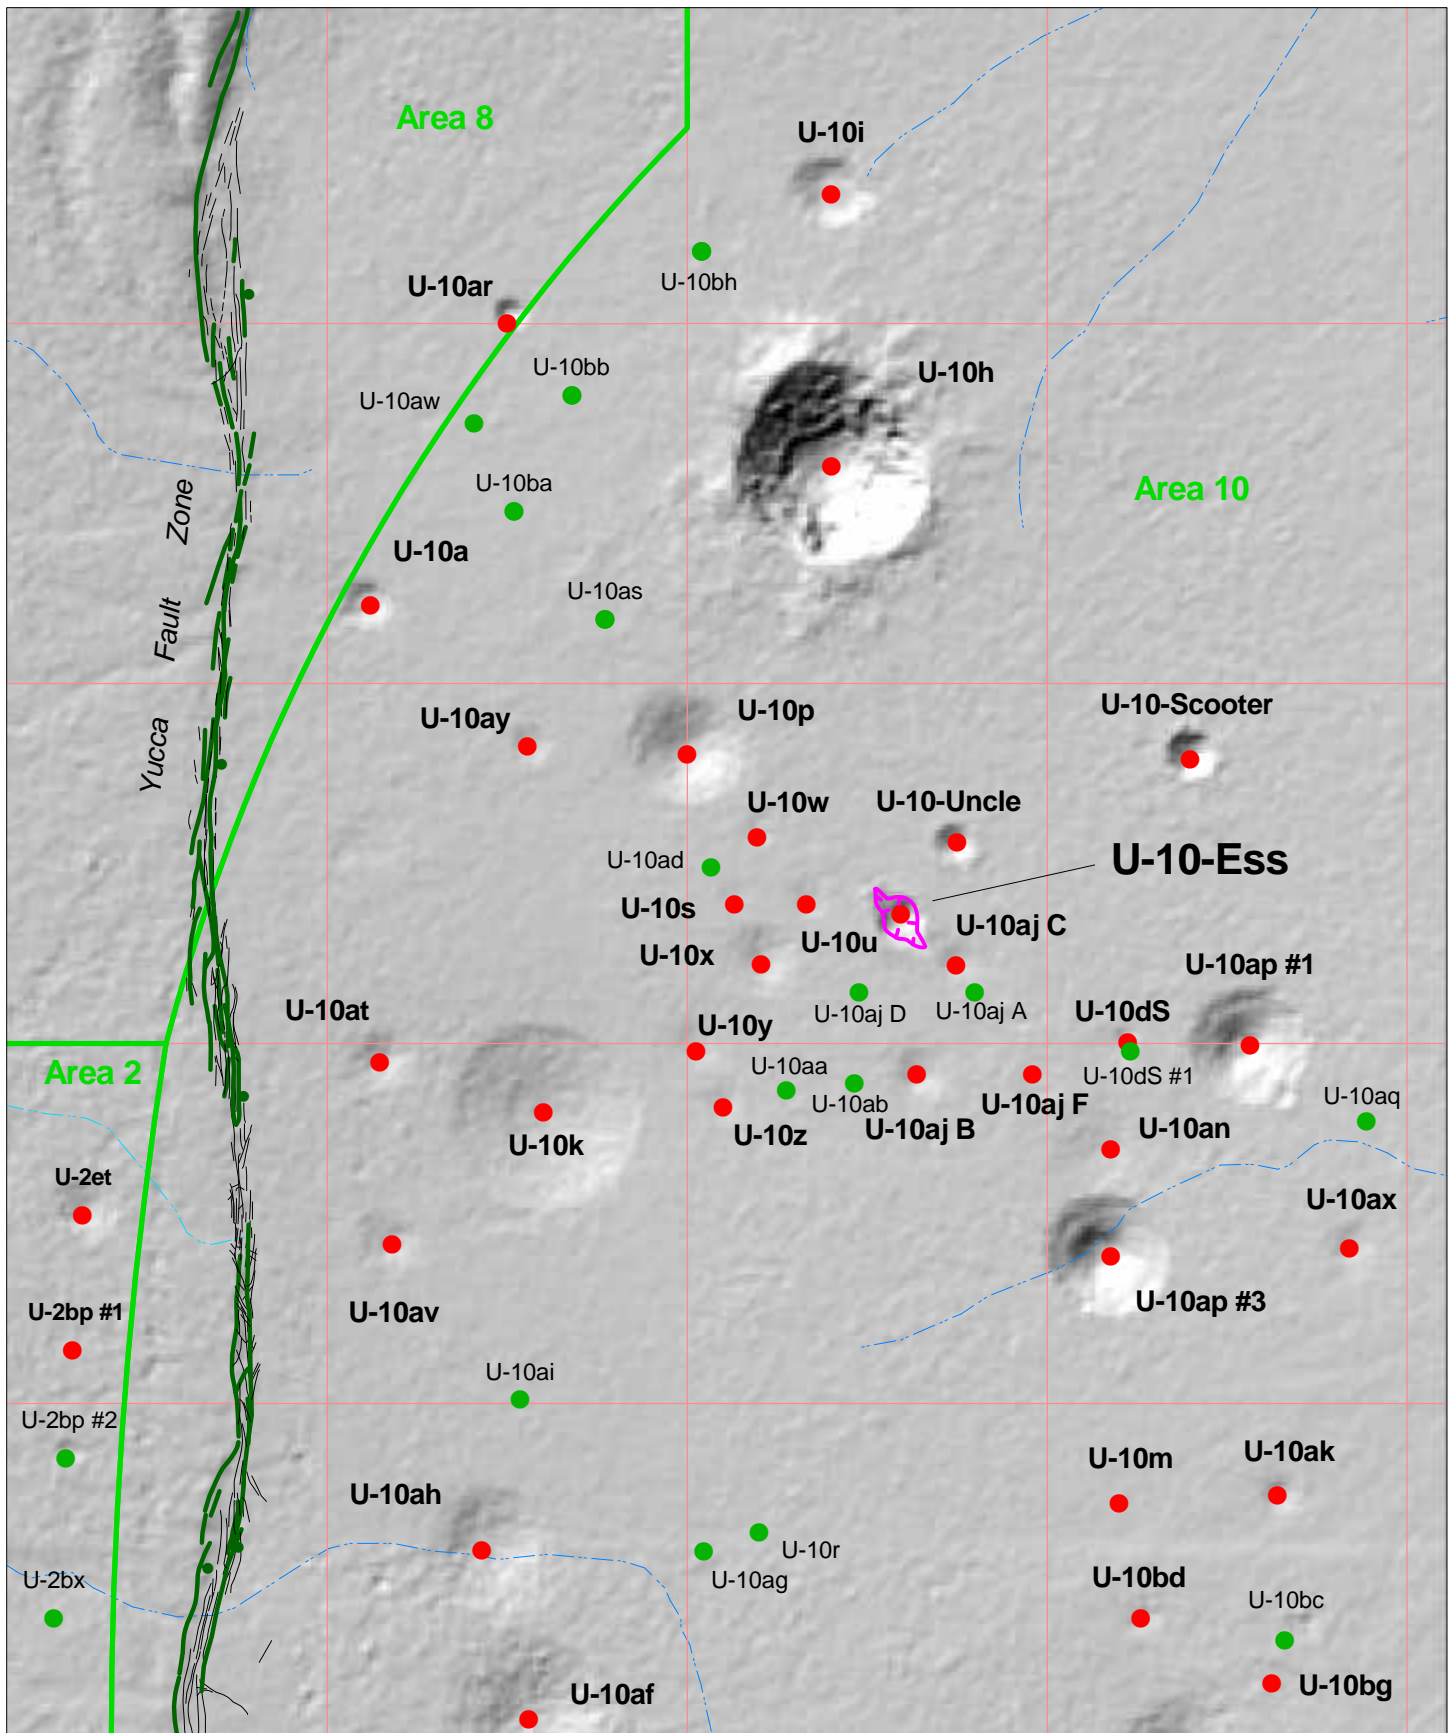 Area 8
U-10i
U-10bh
U-10ar
U-10bb
U-10h
U-10aw
U-10ba
Area 10
Zone
U-10a
U-10as
Fault
U-10ay
U-10p
U-10-Scooter
Yucca
U-10w
U-10-Uncle
U-10ad
U-10-Ess
U-10s
U-10aj C
U-10u
U-10x
U-10ap #1
U-10at
U-10aj D
U-10aj A
U-10dS
U-10y
Area 2
U-10aa
U-10dS #1
U-10ab
U-10aj F
U-10aq
U-10z
U-10aj B
U-10an
U-10k
U-2et
U-10ax
U-2bp #1
U-10av
U-10ap #3
U-10ai
U-2bp #2
U-10m
U-10ak
U-10ah
U-10r
U-2bx
U-10ag
U-10bd
U-10bc
U-10af
U-10bg